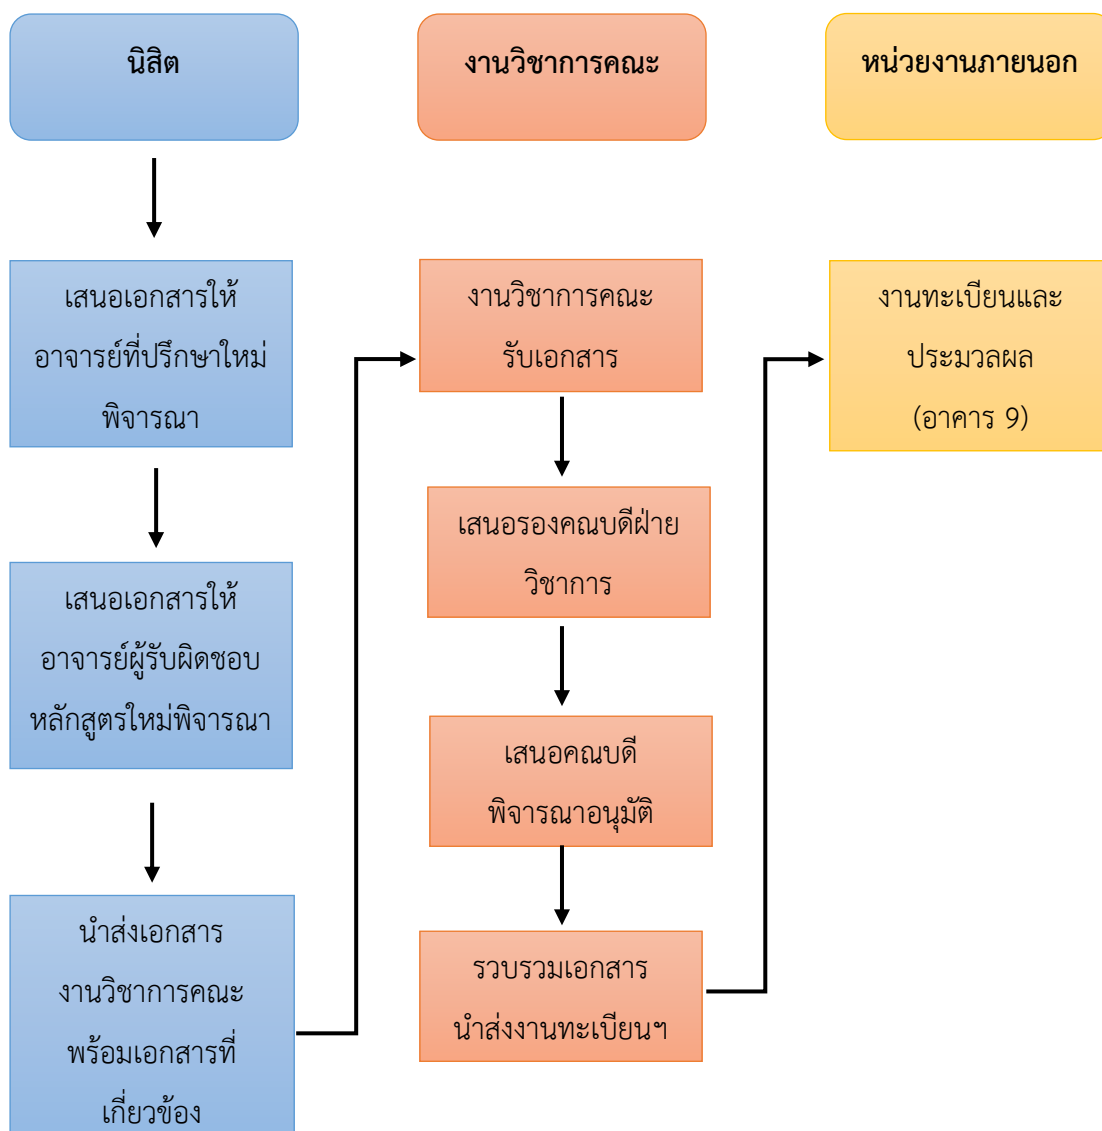 นิสิต
งานวิชาการคณะ
หน่วยงานภายนอก
เสนอเอกสารให้
อาจารย์ที่ปรึกษาใหม่
พิจารณา
เสนอเอกสารให้
อาจารย์ผู้รับผิดชอบ
หลักสูตรใหม่พิจารณา
นำส่งเอกสาร
งานวิชาการคณะ
พร้อมเอกสารที่
เกี่ยวข้อง
งานวิชาการคณะ
รับเอกสาร
เสนอรองคณบดีฝ่าย
วิชาการ
เสนอคณบดี
พิจารณาอนุมัติ
รวบรวมเอกสาร
นำส่งงานทะเบียนฯ
งานทะเบียนและ
ประมวลผล
(อาคาร 9)